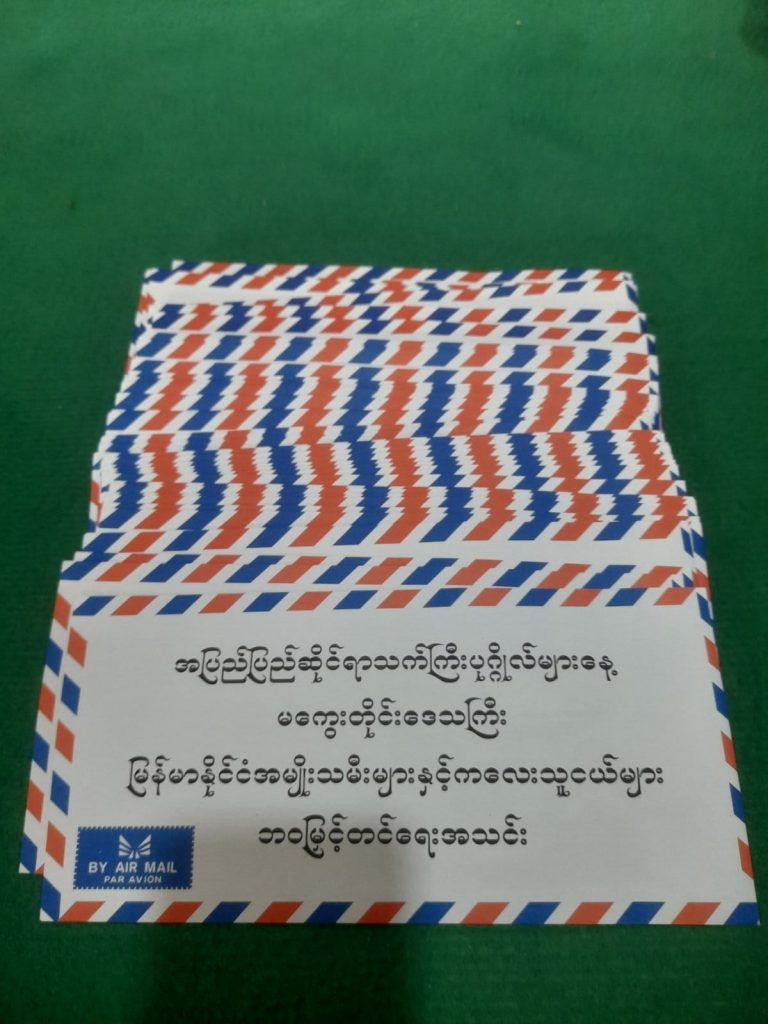 အပြည်ပြည်ဆိုင်ရာသက်ကြီးပုဂ္ဂိုလ်များနေ့
မကွေးတိုင်းဒေသကြီး
မြန်မာနိုင်ငံအမျိုးသမီးများနှင့်ကလေးသူငယ်များ
ဘဝမြှင့်တင်ရေးအသင်း
BY AIR MAIL
PAR AVION